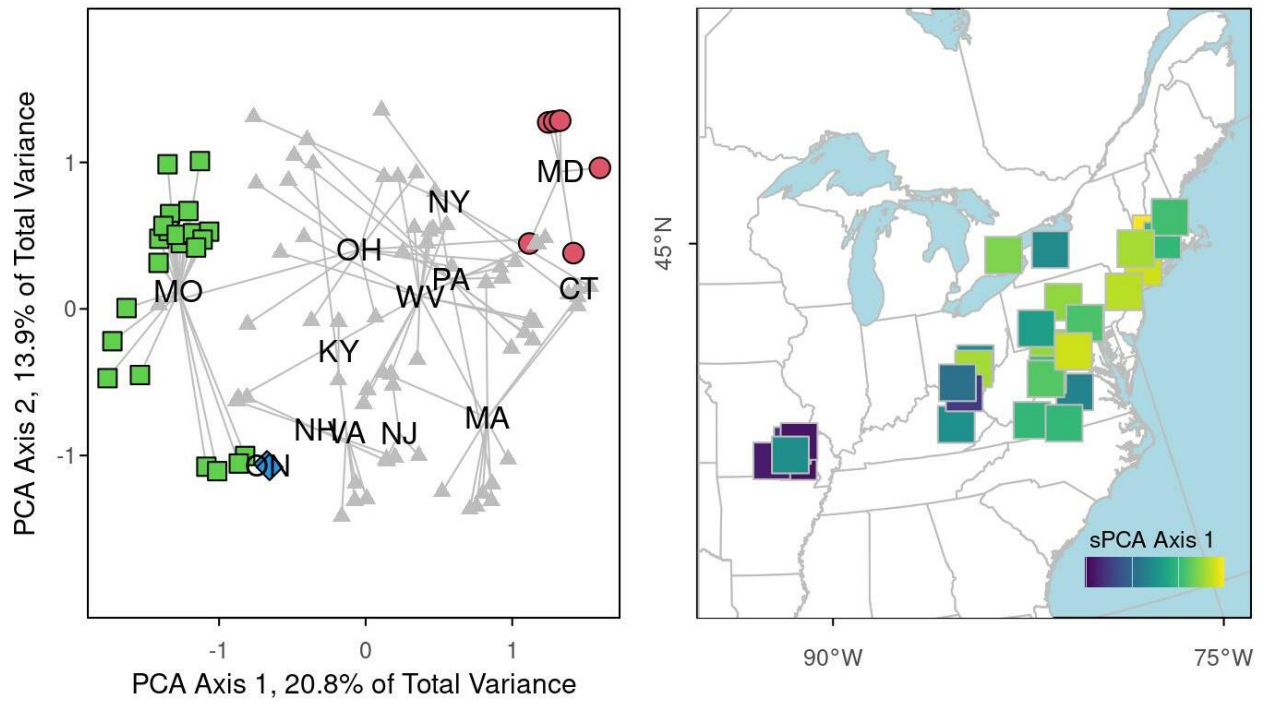 PCA Axis 2, 13.9% of Total Variance
1
0
-1
MD
NY
OH
PA
CT
WV
MO
KY
MA
NH
VA
NJ
ON
-1
0
1
PCA Axis 1, 20.8% of Total Variance
45°N
sPCA Axis 1
90°W
75°W